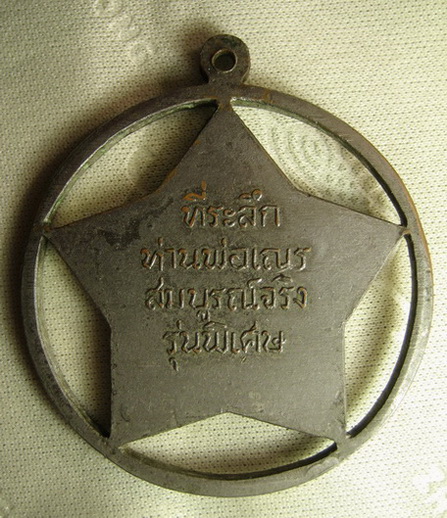 ที่ระลึก
ท่านพ่อเณร
สมบูรณ์จริง
รุ่นพิเศษ